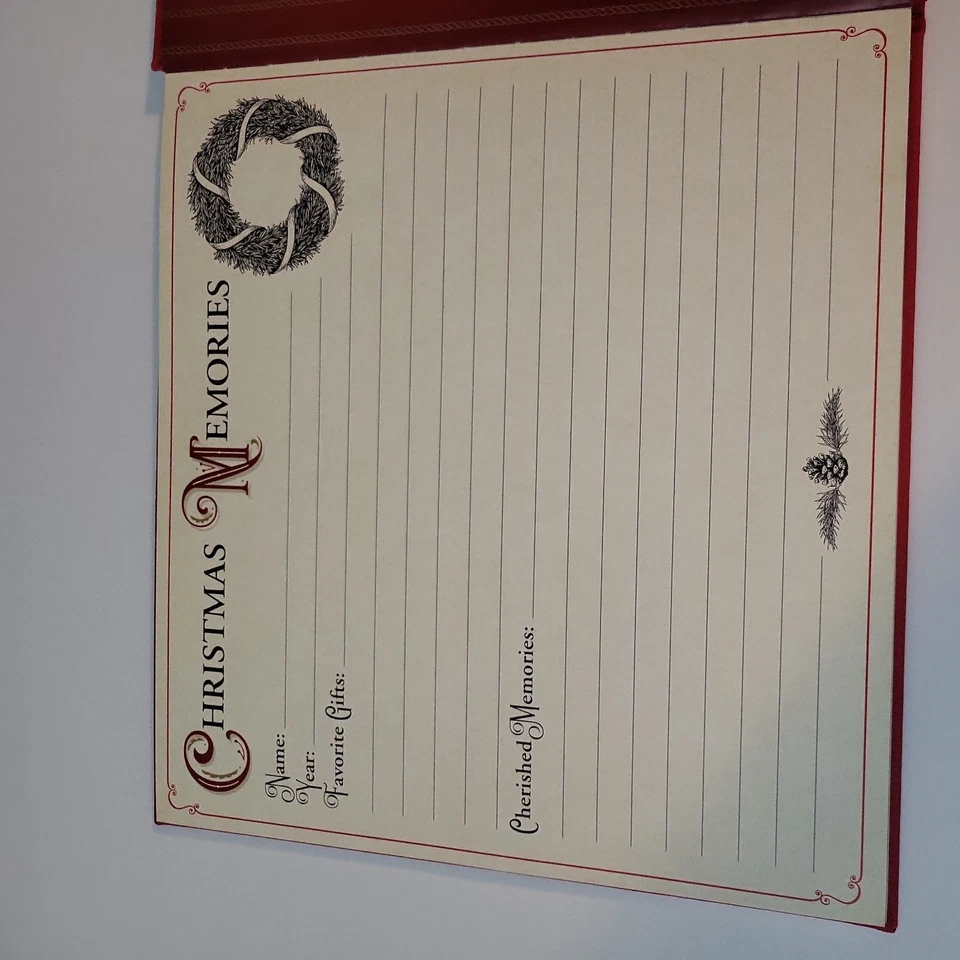 CHRISTMAS MEMORIES
Name:
Year:
Favorite Gifts:
Cherished Memories: